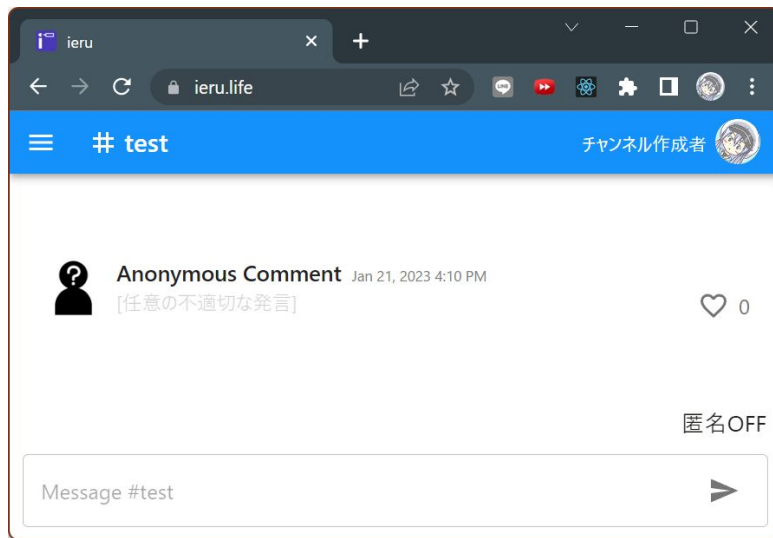 ieru
ieru.life
# test
チャンネル作成者
Anonymous Comment Jan 21, 2023 4:10 PM
[任意の不適切な発言]
0
匿名OFF
Message #test